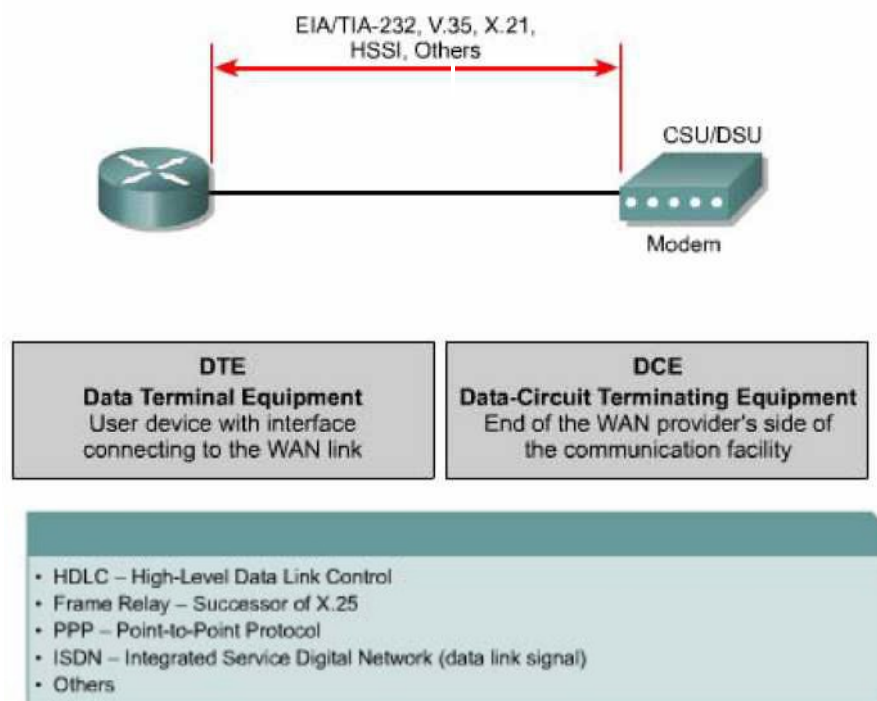 EIA/TIA-232, V.35, X.21,
HSSI, Others
CSU/DSU
Modem
DTE
Data Terminal Equipment
User device with interface
connecting to the WAN link
DCE
Data-Circuit Terminating Equipment
End of the WAN provider's side of
the communication facility
• HDLC – High-Level Data Link Control
• Frame Relay – Successor of X.25
• PPP – Point-to-Point Protocol
• ISDN – Integrated Service Digital Network (data link signal)
• Others